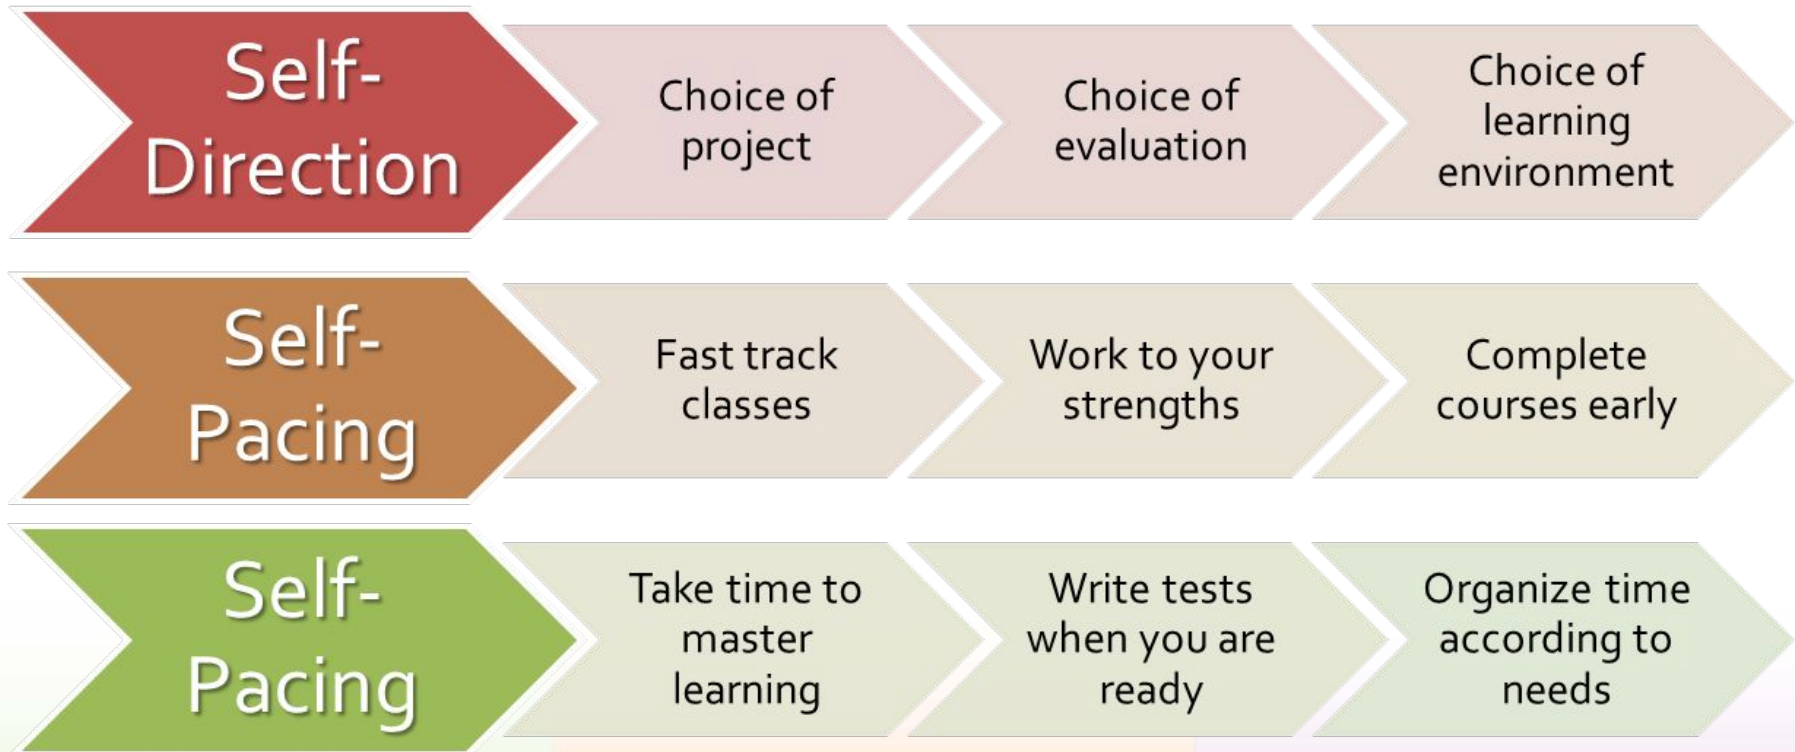 Self-
Direction
Choice of
project
Choice of
evaluation
Choice of
learning
environment
Self-
Pacing
Fast track
classes
Work to your
strengths
Complete
courses early
Self-
Pacing
Take time to
master
learning
Write tests
when you are
ready
Organize time
according to
needs